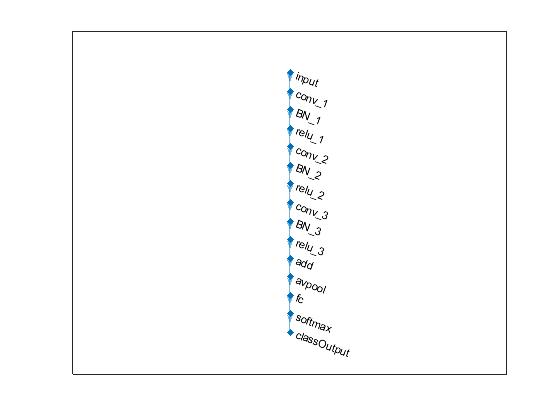 input
conv_1
BN_1
relu_1
conv_2
BN_2
relu_2
conv_3
BN_3
relu_3
add
avpool
fc
softmax
classOutput